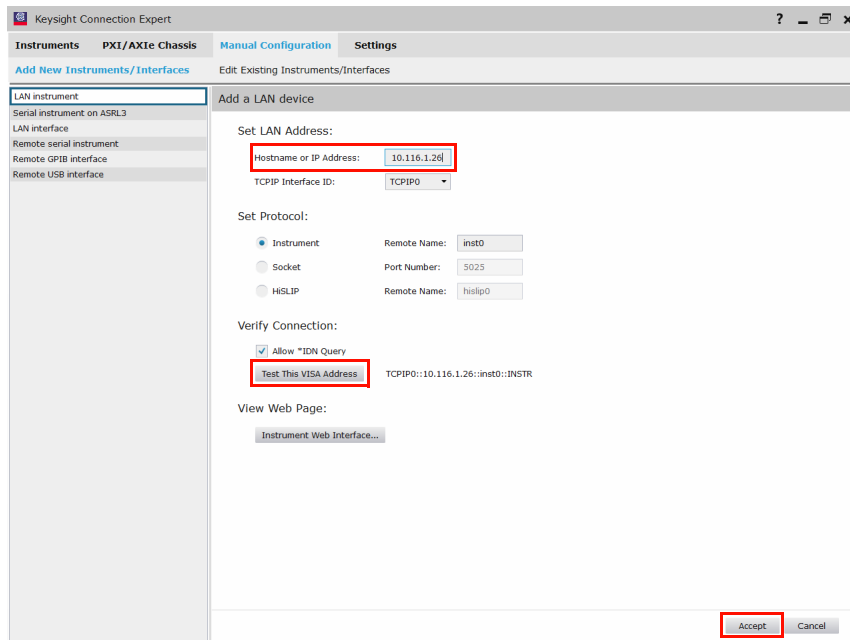 Keysight Connection Expert
?
Instruments PXI/AXIe Chassis Manual Configuration Settings
Add New Instruments/Interfaces Edit Existing Instruments/Interfaces
LAN instrument
Serial instrument on ASRL3
LAN interface
Remote serial instrument
Remote GPIB interface
Remote USB interface
Add a LAN device
Set LAN Address:
Hostname or IP Address: 10.116.1.26
TCPIP Interface ID: TCPIP0
Set Protocol:
Instrument Remote Name: inst0
Socket Port Number: 5025
HiSLIP Remote Name: hislip0
Verify Connection:
Allow *IDN Query
Test This VISA Address TCPIP0::10.116.1.26::inst0::INSTR
View Web Page:
Instrument Web Interface...
Accept Cancel